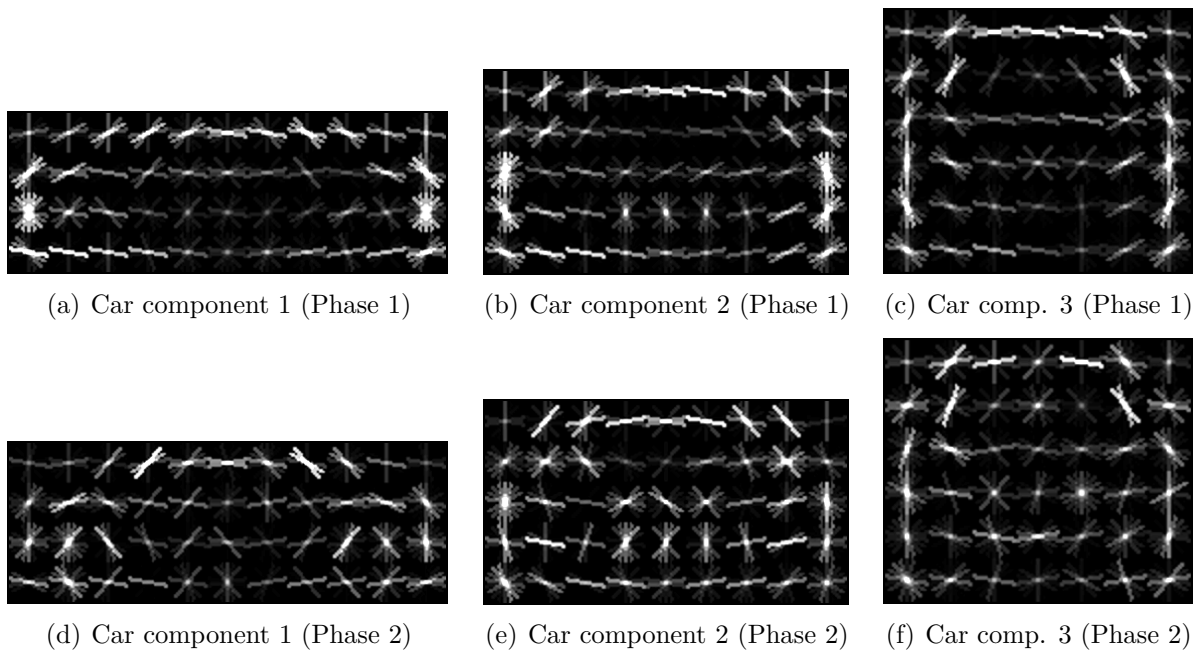 (a) Car component 1 (Phase 1)
(b) Car component 2 (Phase 1)
(c) Car comp. 3 (Phase 1)
(d) Car component 1 (Phase 2)
(e) Car component 2 (Phase 2)
(f) Car comp. 3 (Phase 2)